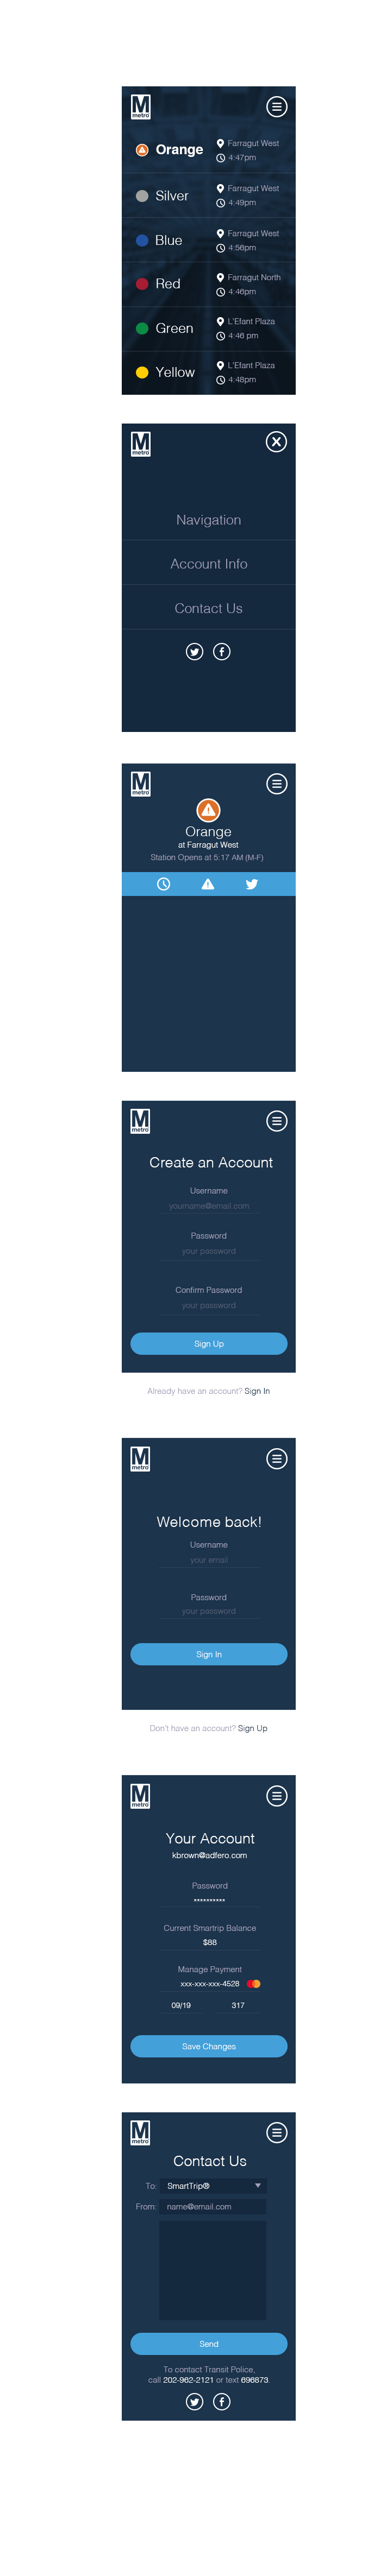 M
metro
Orange
Farragut West
4:47pm
Silver
Farragut West
4:49pm
Blue
Farragut West
4:56pm
Red
Farragut North
4:46pm
Green
L'Efant Plaza
4:46 pm
Yellow
L'Efant Plaza
4:48pm
M
metro
Navigation
Account Info
Contact Us
M
metro
Orange
at Farragut West
Station Opens at 5:17 AM (M-F)
M
metro
Create an Account
Username
yourname@email.com
Password
your password
Confirm Password
your password
Sign Up
Already have an account? Sign In
M
metro
Welcome back!
Username
your email
Password
your password
Sign In
Don't have an account? Sign Up
M
metro
Your Account
kbrown@adfero.com
Password
**********
Current Smartrip Balance
$88
Manage Payment
xxx-xxx-xxx-4528
09/19 317
Save Changes
M
metro
Contact Us
To: SmartTrip®
From: name@email.com
Send
To contact Transit Police,
call 202-962-2121 or text 696873.